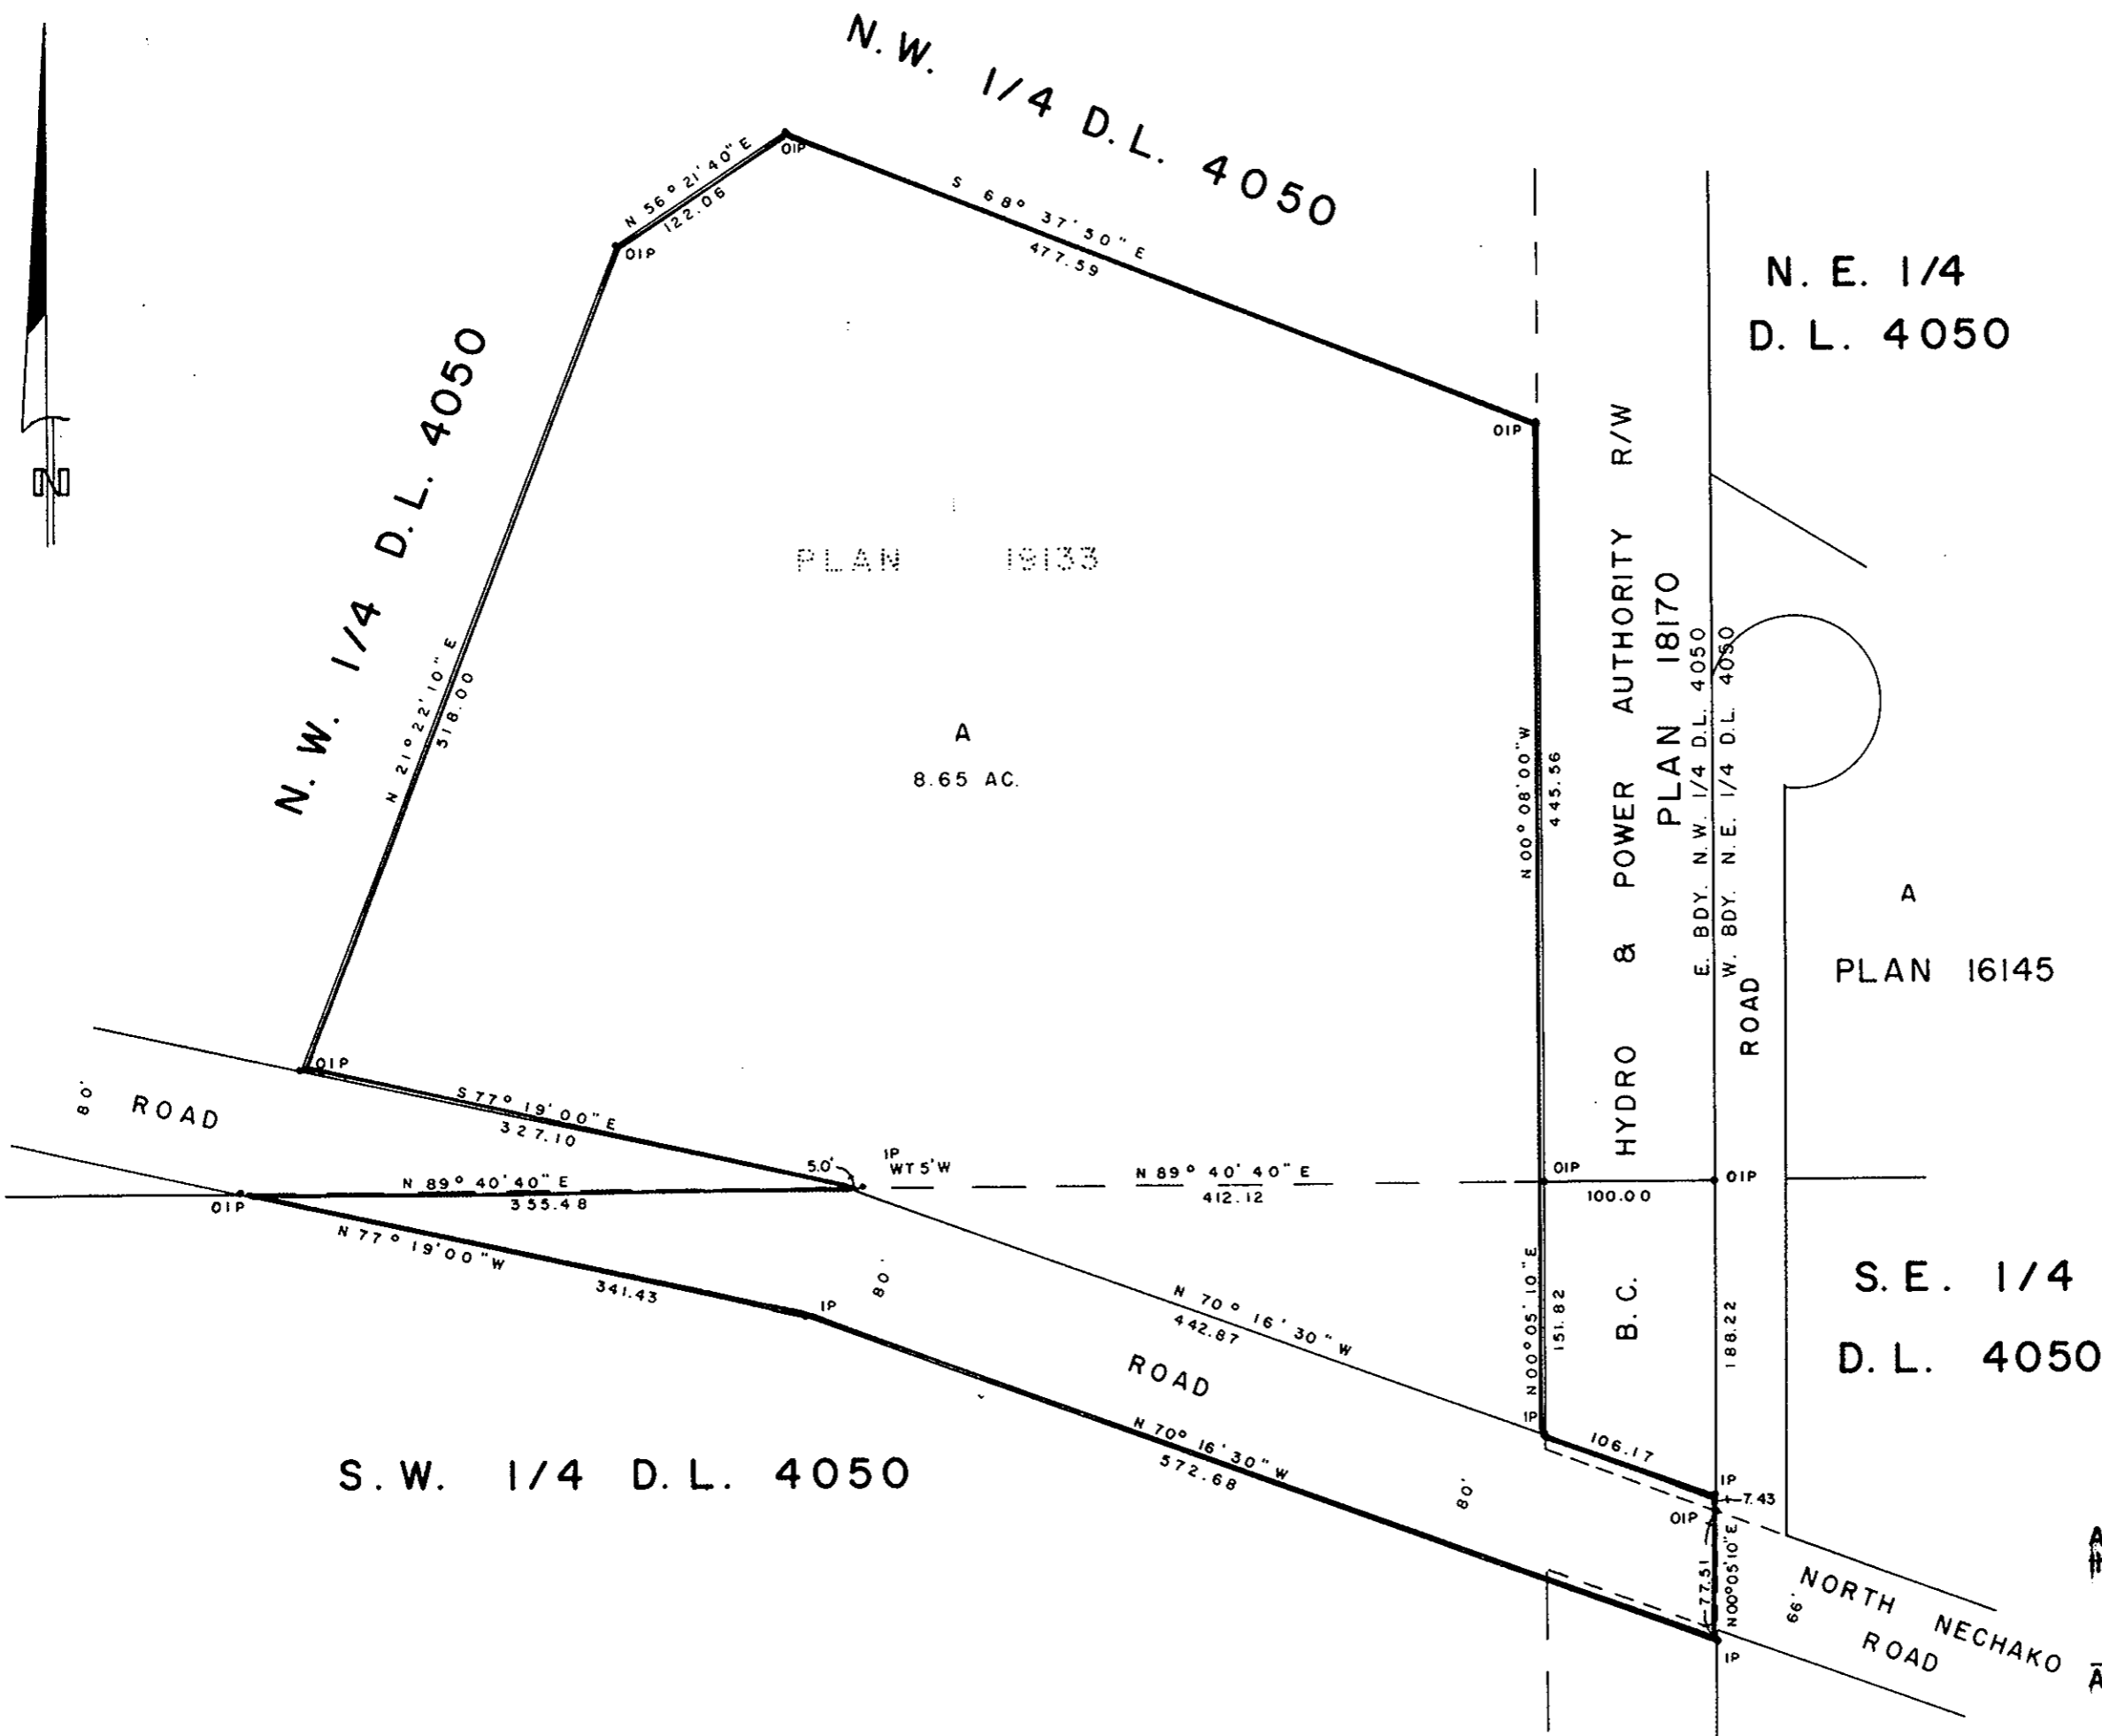 N.W. 1/4 D.L. 4050
N 56° 21' 40" E
122.06
OIP
OIP
S 68° 37' 50" E
477.59
N. E. 1/4
D. L. 4050
N
N. W. 1/4 D. L. 4050
N 21° 22' 10" E
518.00
OIP
PLAN 19133
A
8.65 AC.
N 00° 08' 00" W
445.56
B.C. HYDRO & POWER AUTHORITY R/W
PLAN 18170
E. BDY. N.W. 1/4 D.L. 4050
W. BDY. N.E. 1/4 D.L. 4050
ROAD
A
PLAN 16145
OIP
80'
ROAD
S 77° 19' 00" E
327.10
5.0'
IP
WT 5'W
N 89° 40' 40" E
412.12
OIP
100.00
OIP
N 89° 40' 40" E
355.48
OIP
N 77° 19' 00" W
341.43
IP
80'
N 70° 16' 30" W
442.87
N 00° 05' 10" E
151.82
188.22
S. E. 1/4
D. L. 4050
ROAD
IP
106.17
N 70° 16' 30" W
572.68
80'
IP
7.43
OIP
77.51
N 00° 05' 10" E
S.W. 1/4 D. L. 4050
66'
NORTH NECHAKO
ROAD
IP